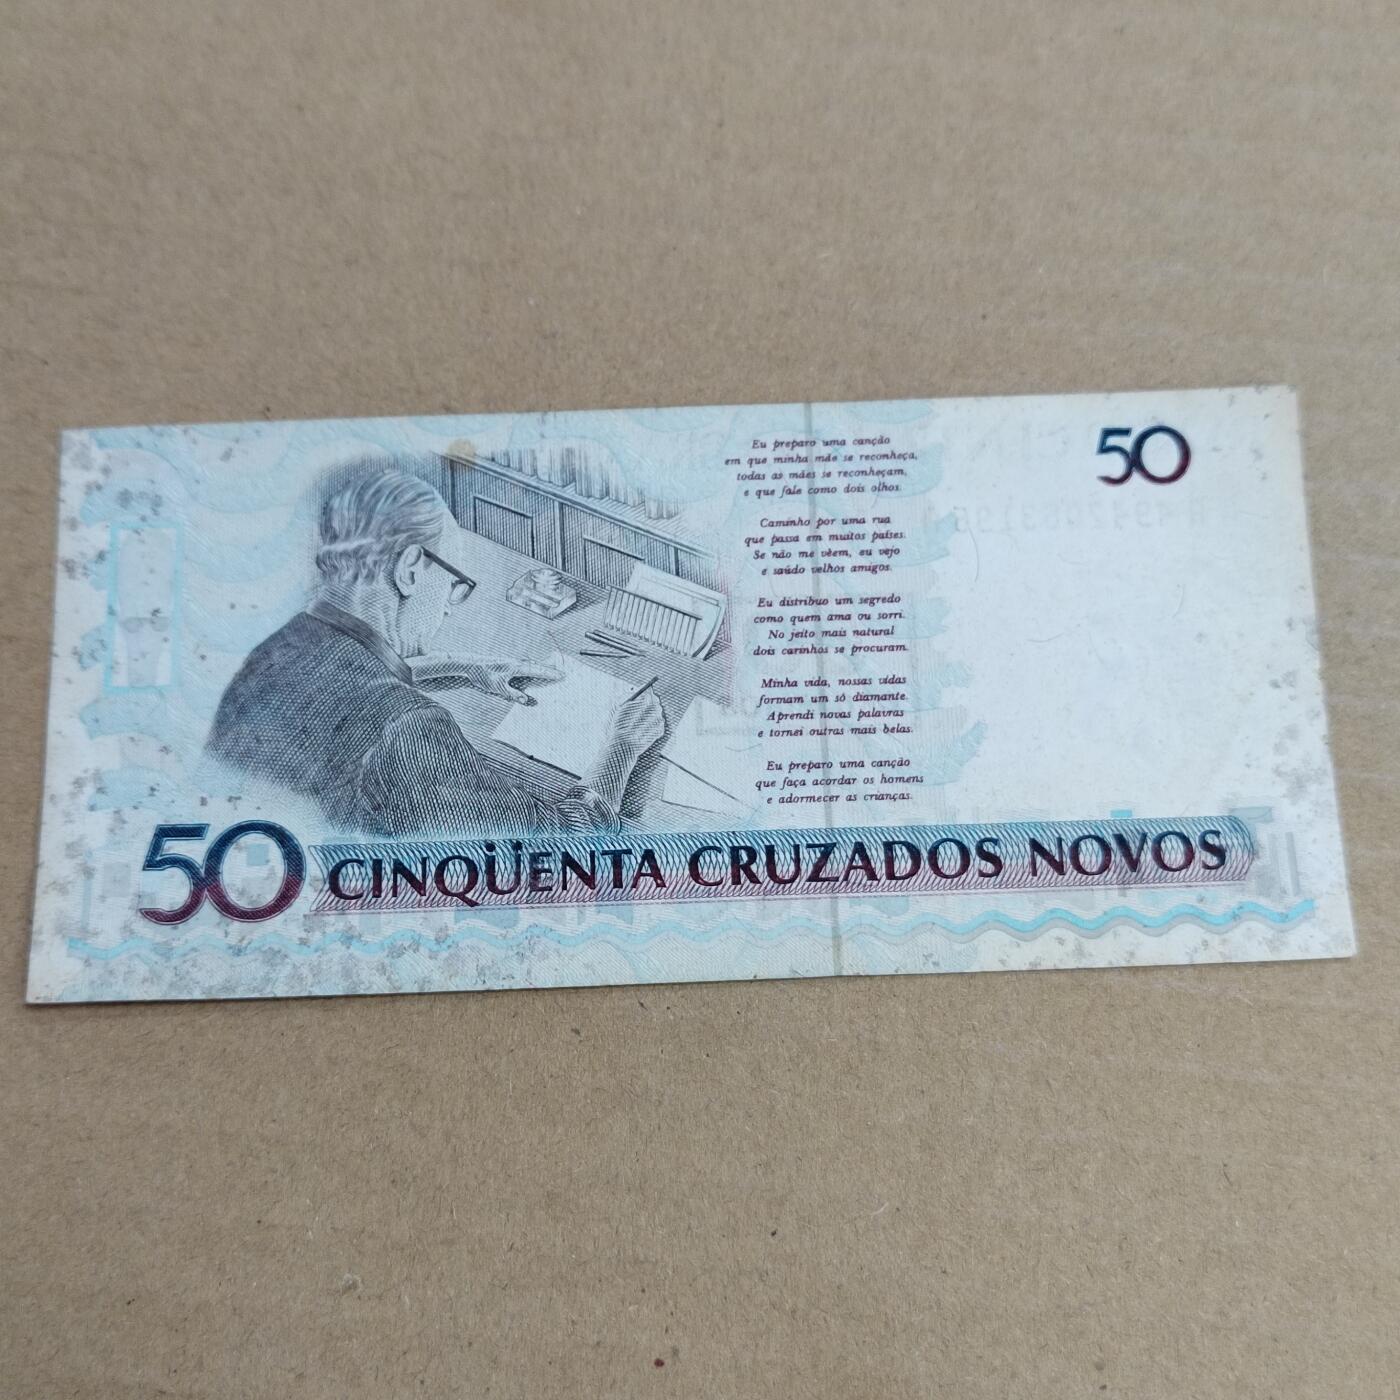 Eu preparo uma canção
em que minha mãe se reconheça,
todas as mães se reconheçam,
e que fale como dois olhos.
Caminho por uma rua
que passa em muitos países.
Se não me vêem, eu vejo
e saúdo velhos amigos.
Eu distribuo um segredo
como quem ama ou sorri.
No jeito mais natural
dois carinhos se procuram.
Minha vida, nossas vidas
formam um só diamante.
Aprendi novas palavras
e tornei outras mais belas.
Eu preparo uma canção
que faça acordar os homens
e adormecer as crianças.
50
50 CINQÜENTA CRUZADOS NOVOS